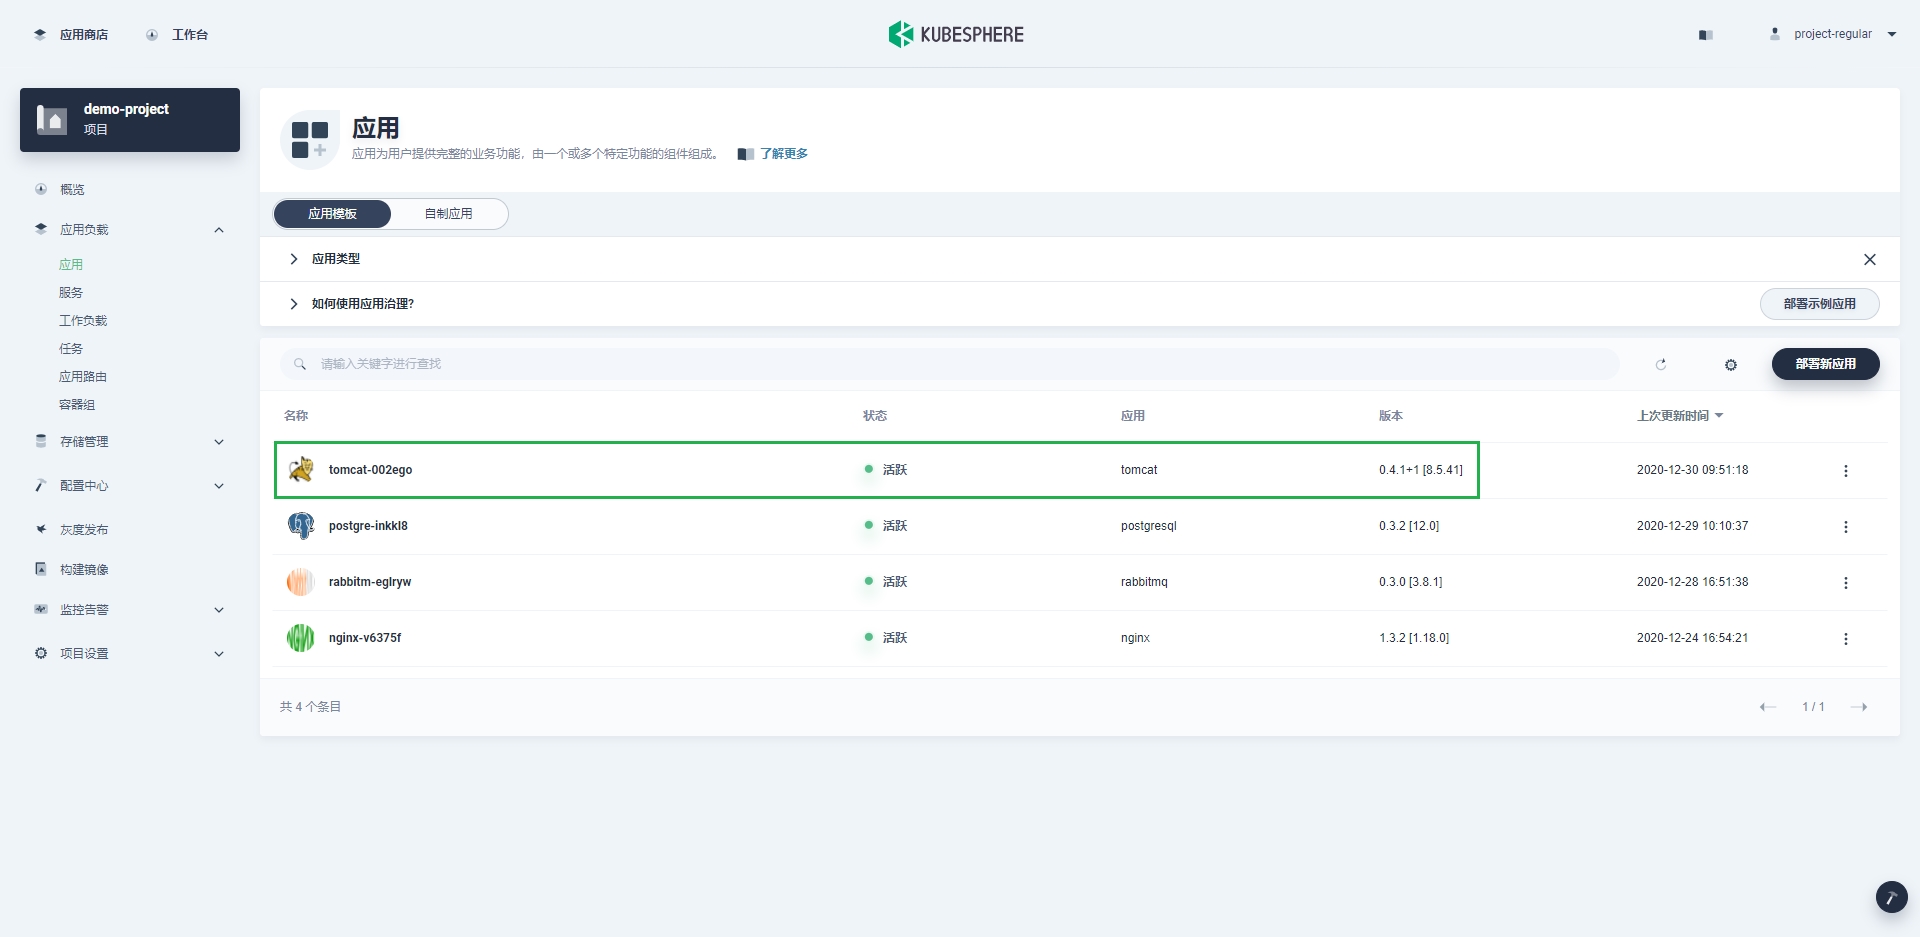 应用商店
工作台
KUBESPHERE
project-regular
demo-project
项目
概览
应用负载
应用
服务
工作负载
任务
应用路由
容器组
存储管理
配置中心
灰度发布
构建镜像
监控告警
项目设置
应用
应用为用户提供完整的业务功能，由一个或多个特定功能的组件组成。 了解更多
应用模板 自制应用
应用类型
如何使用应用治理? 部署示例应用
请输入关键字进行查找 部署新应用
名称 状态 应用 版本 上次更新时间
tomcat-002ego 活跃 tomcat 0.4.1+1 [8.5.41] 2020-12-30 09:51:18
postgre-inkkl8 活跃 postgresql 0.3.2 [12.0] 2020-12-29 10:10:37
rabbitm-eglryw 活跃 rabbitmq 0.3.0 [3.8.1] 2020-12-28 16:51:38
nginx-v6375f 活跃 nginx 1.3.2 [1.18.0] 2020-12-24 16:54:21
共 4 个条目 1 / 1